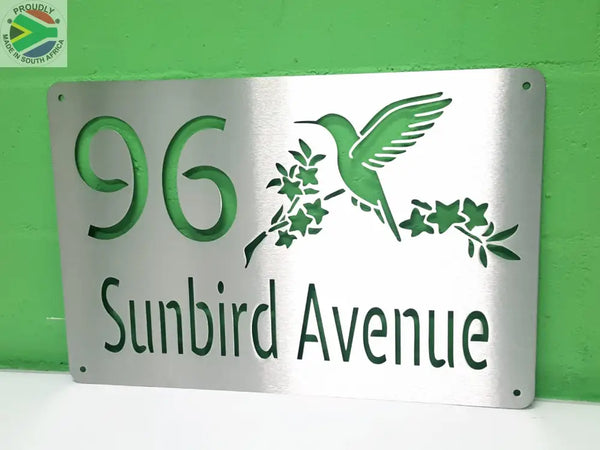 PROUDLY
MADE IN SOUTH AFRICA
96
Sunbird Avenue